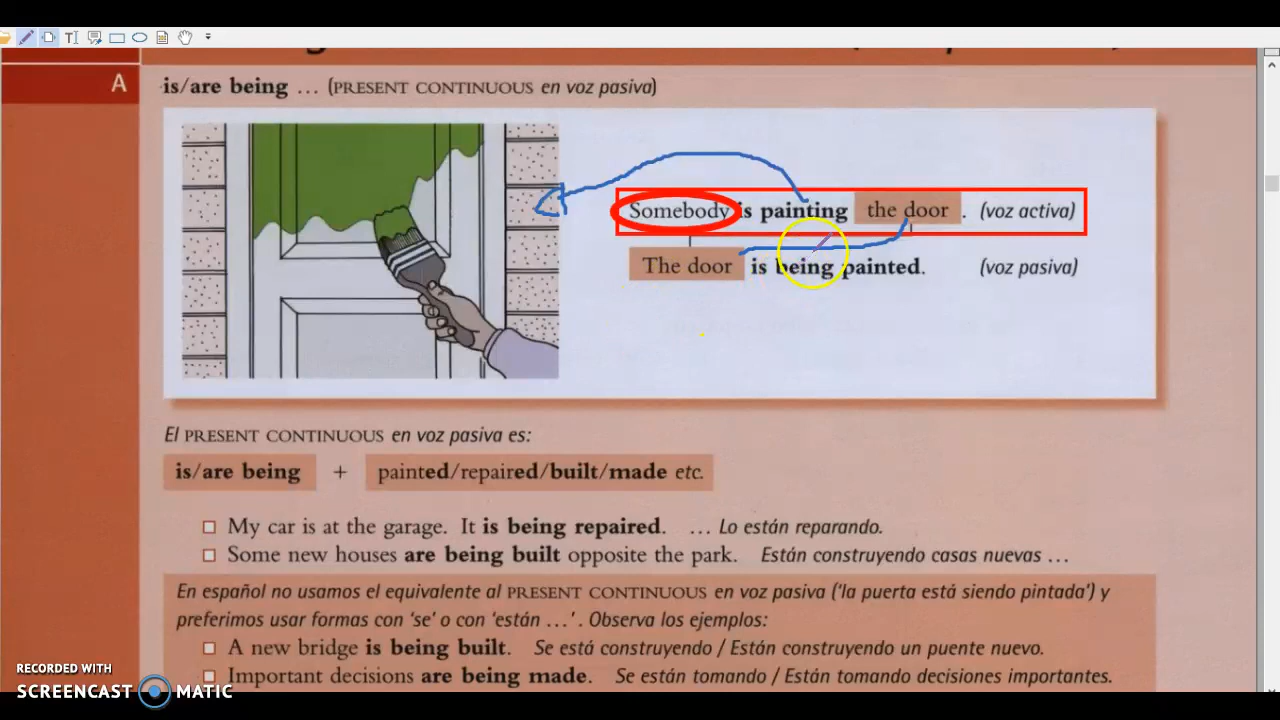 A
is/are being ... (PRESENT CONTINUOUS en voz pasiva)
Somebody is painting the door . (voz activa)
The door is being painted. (voz pasiva)
El PRESENT CONTINUOUS en voz pasiva es:
is/are being + painted/repaired/built/made etc.
My car is at the garage. It is being repaired. ... Lo están reparando.
Some new houses are being built opposite the park. Están construyendo casas nuevas ...
En español no usamos el equivalente al PRESENT CONTINUOUS en voz pasiva ('la puerta está siendo pintada') y
preferimos usar formas con 'se' o con 'están ...'. Observa los ejemplos:
A new bridge is being built. Se está construyendo / Están construyendo un puente nuevo.
Important decisions are being made. Se están tomando / Están tomando decisiones importantes.
RECORDED WITH
SCREENCAST MATIC